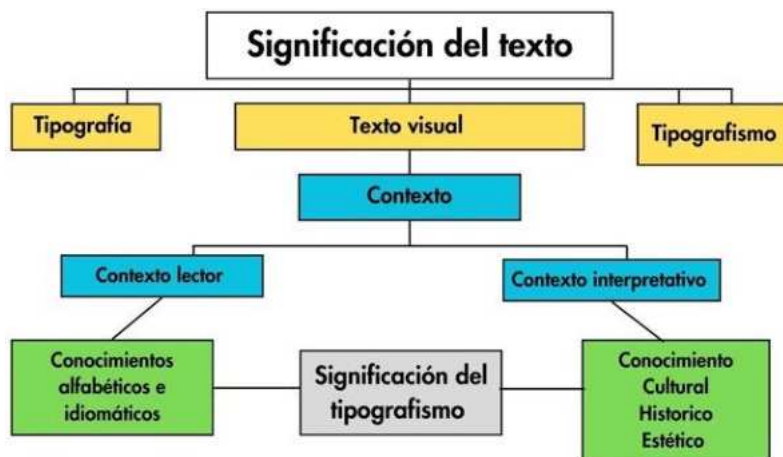 Significación del texto
Tipografía
Texto visual
Tipografismo
Contexto
Contexto lector
Contexto interpretativo
Conocimientos
alfabéticos e
idiomáticos
Significación del
tipografismo
Conocimiento
Cultural
Historico
Estético